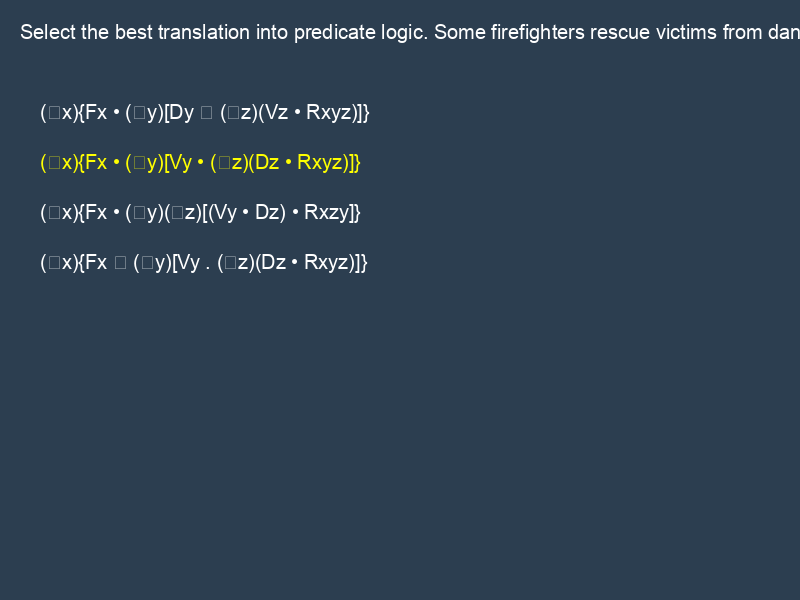 Select the best translation into predicate logic. Some firefighters rescue victims from dan
(□x){Fx • (□y)[Dy □ (□z)(Vz • Rxyz)]}
(□x){Fx • (□y)[Vy • (□z)(Dz • Rxyz)]}
(□x){Fx • (□y)(□z)[(Vy • Dz) • Rxzy]}
(□x){Fx □ (□y)[Vy . (□z)(Dz • Rxyz)]}